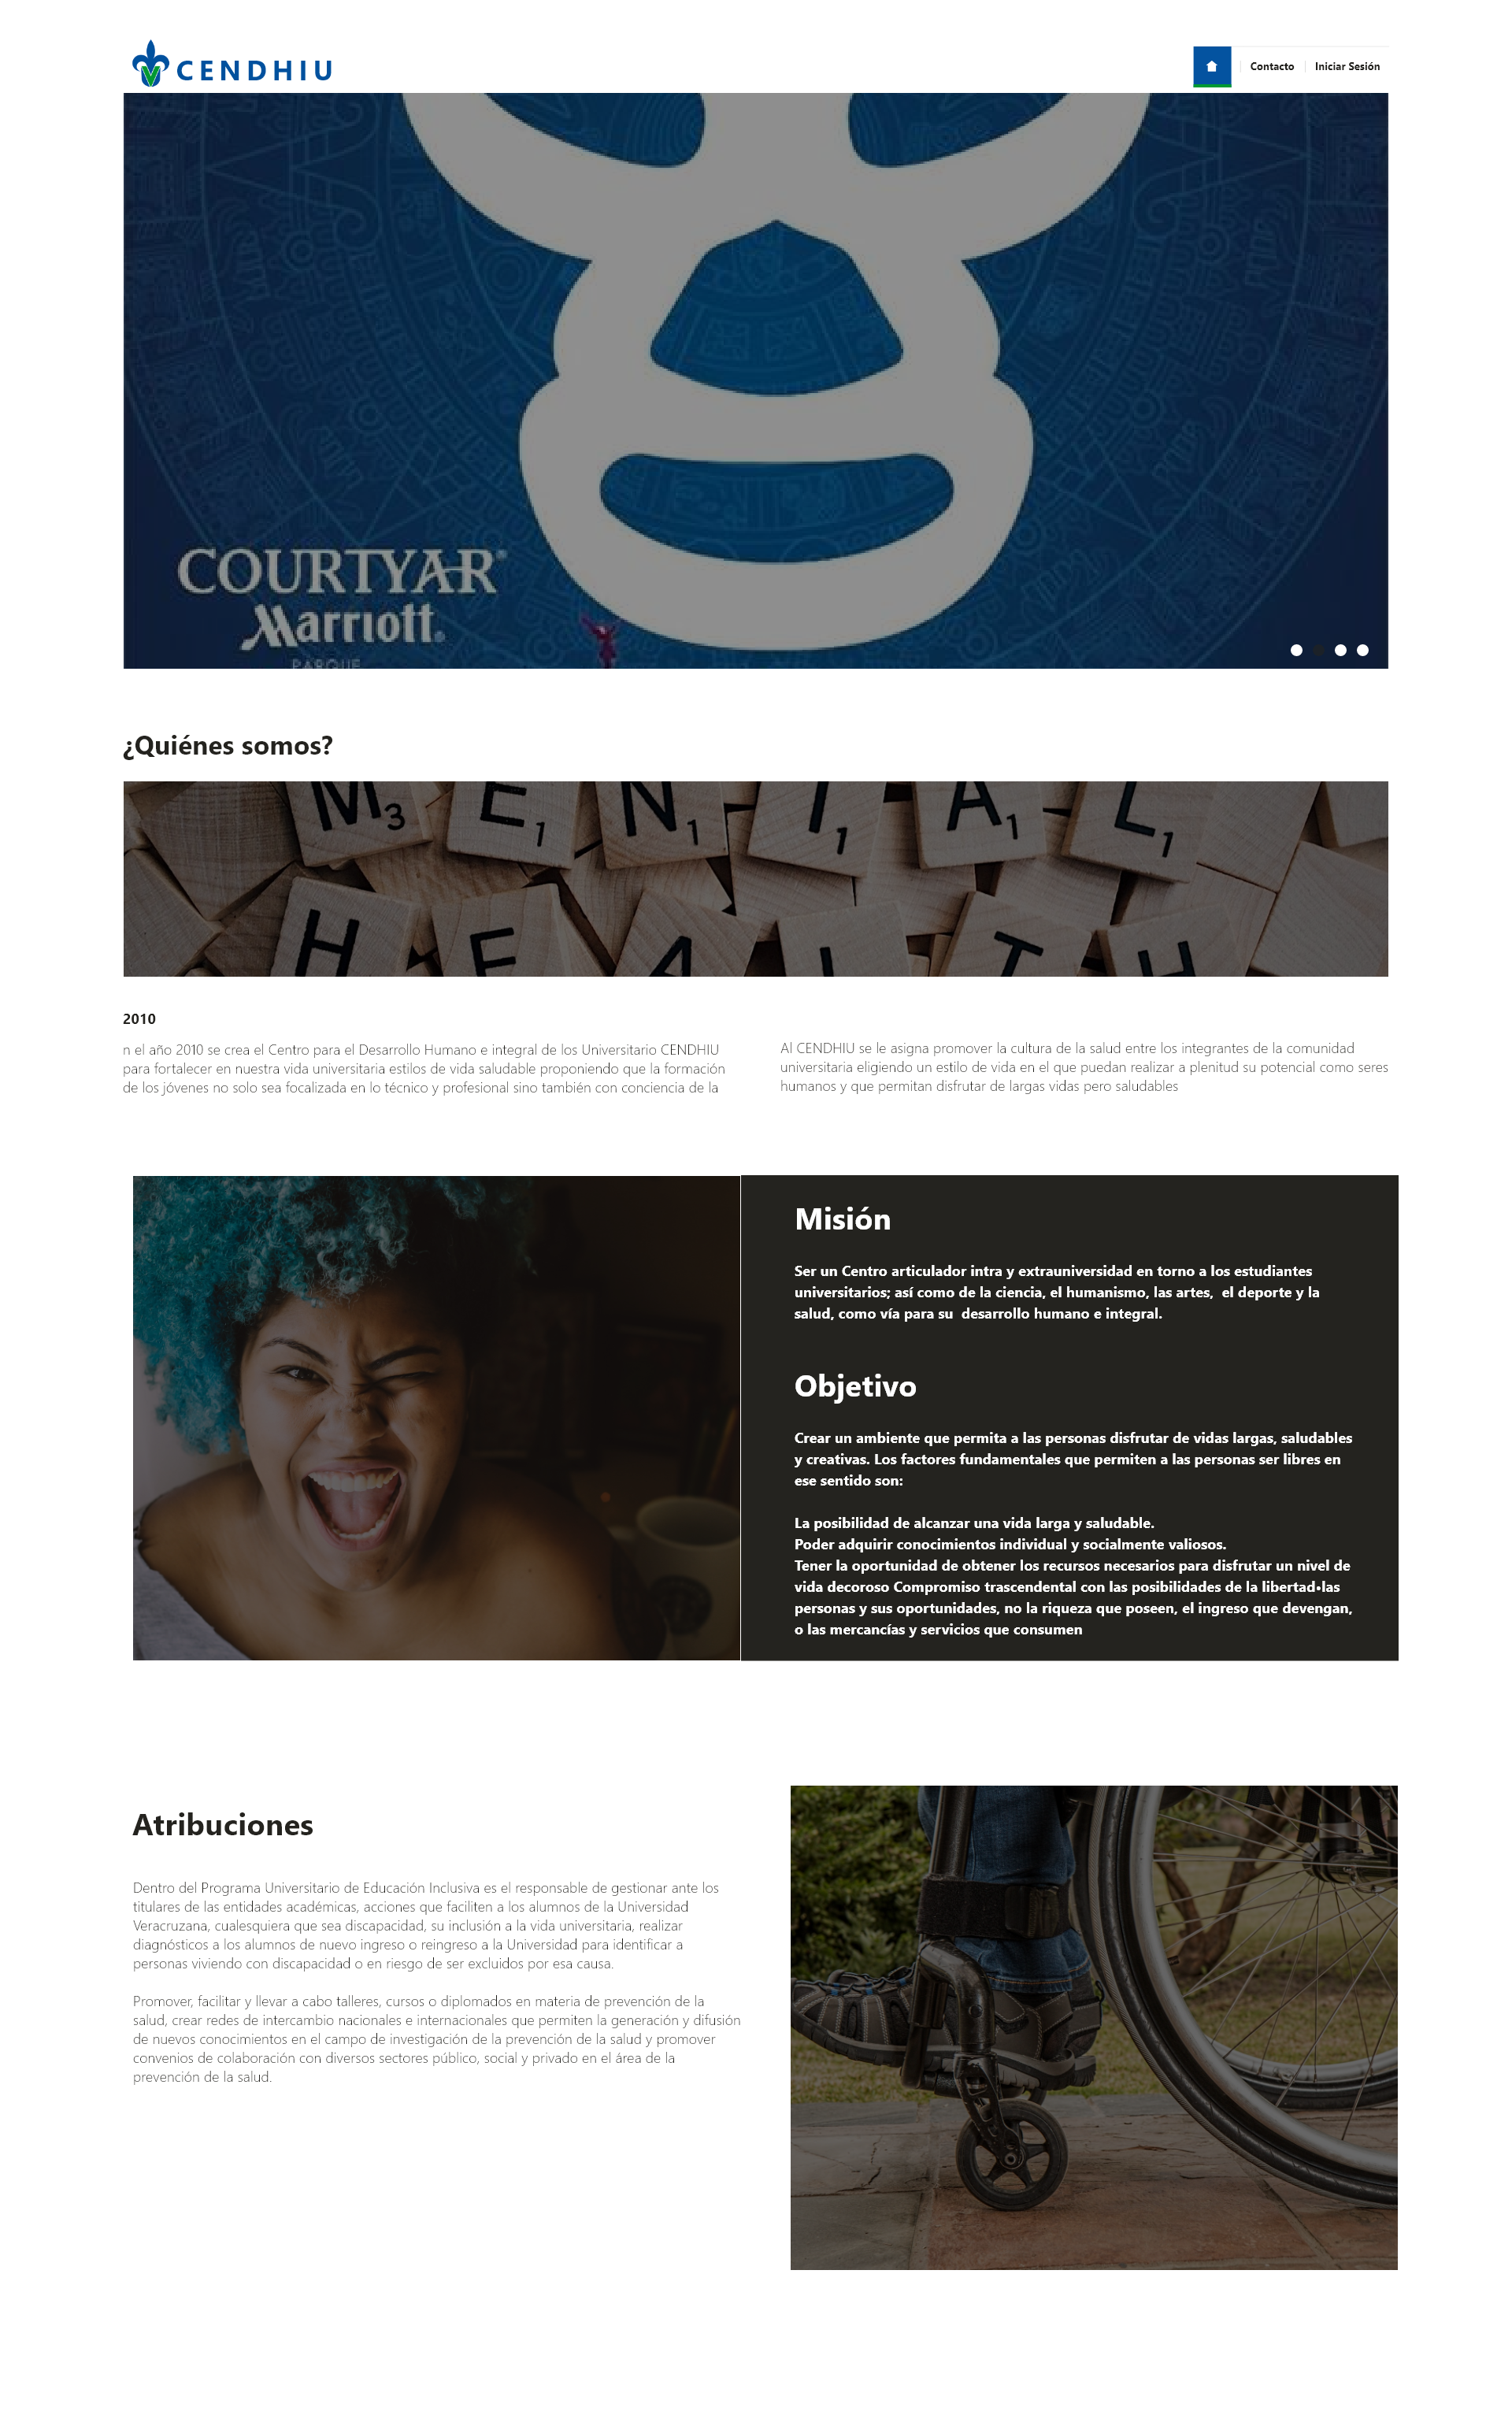 CENDHIU
Contacto
Iniciar Sesión
COURTYAR®
Marriott®
PARQUE
¿Quiénes somos?
M3 E1 N1 T A1 L1
H E A L T H
2010
n el año 2010 se crea el Centro para el Desarrollo Humano e integral de los Universitario CENDHIU
para fortalecer en nuestra vida universitaria estilos de vida saludable proponiendo que la formación
de los jóvenes no solo sea focalizada en lo técnico y profesional sino también con conciencia de la
Al CENDHIU se le asigna promover la cultura de la salud entre los integrantes de la comunidad
universitaria eligiendo un estilo de vida en el que puedan realizar a plenitud su potencial como seres
humanos y que permitan disfrutar de largas vidas pero saludables
Misión
Ser un Centro articulador intra y extrauniversidad en torno a los estudiantes
universitarios; así como de la ciencia, el humanismo, las artes,  el deporte y la
salud, como vía para su  desarrollo humano e integral.
Objetivo
Crear un ambiente que permita a las personas disfrutar de vidas largas, saludables
y creativas. Los factores fundamentales que permiten a las personas ser libres en
ese sentido son:
La posibilidad de alcanzar una vida larga y saludable.
Poder adquirir conocimientos individual y socialmente valiosos.
Tener la oportunidad de obtener los recursos necesarios para disfrutar un nivel de
vida decoroso Compromiso trascendental con las posibilidades de la libertad•las
personas y sus oportunidades, no la riqueza que poseen, el ingreso que devengan,
o las mercancías y servicios que consumen
Atribuciones
Dentro del Programa Universitario de Educación Inclusiva es el responsable de gestionar ante los
titulares de las entidades académicas, acciones que faciliten a los alumnos de la Universidad
Veracruzana, cualesquiera que sea discapacidad, su inclusión a la vida universitaria, realizar
diagnósticos a los alumnos de nuevo ingreso o reingreso a la Universidad para identificar a
personas viviendo con discapacidad o en riesgo de ser excluidos por esa causa.
Promover, facilitar y llevar a cabo talleres, cursos o diplomados en materia de prevención de la
salud, crear redes de intercambio nacionales e internacionales que permiten la generación y difusión
de nuevos conocimientos en el campo de investigación de la prevención de la salud y promover
convenios de colaboración con diversos sectores público, social y privado en el área de la
prevención de la salud.